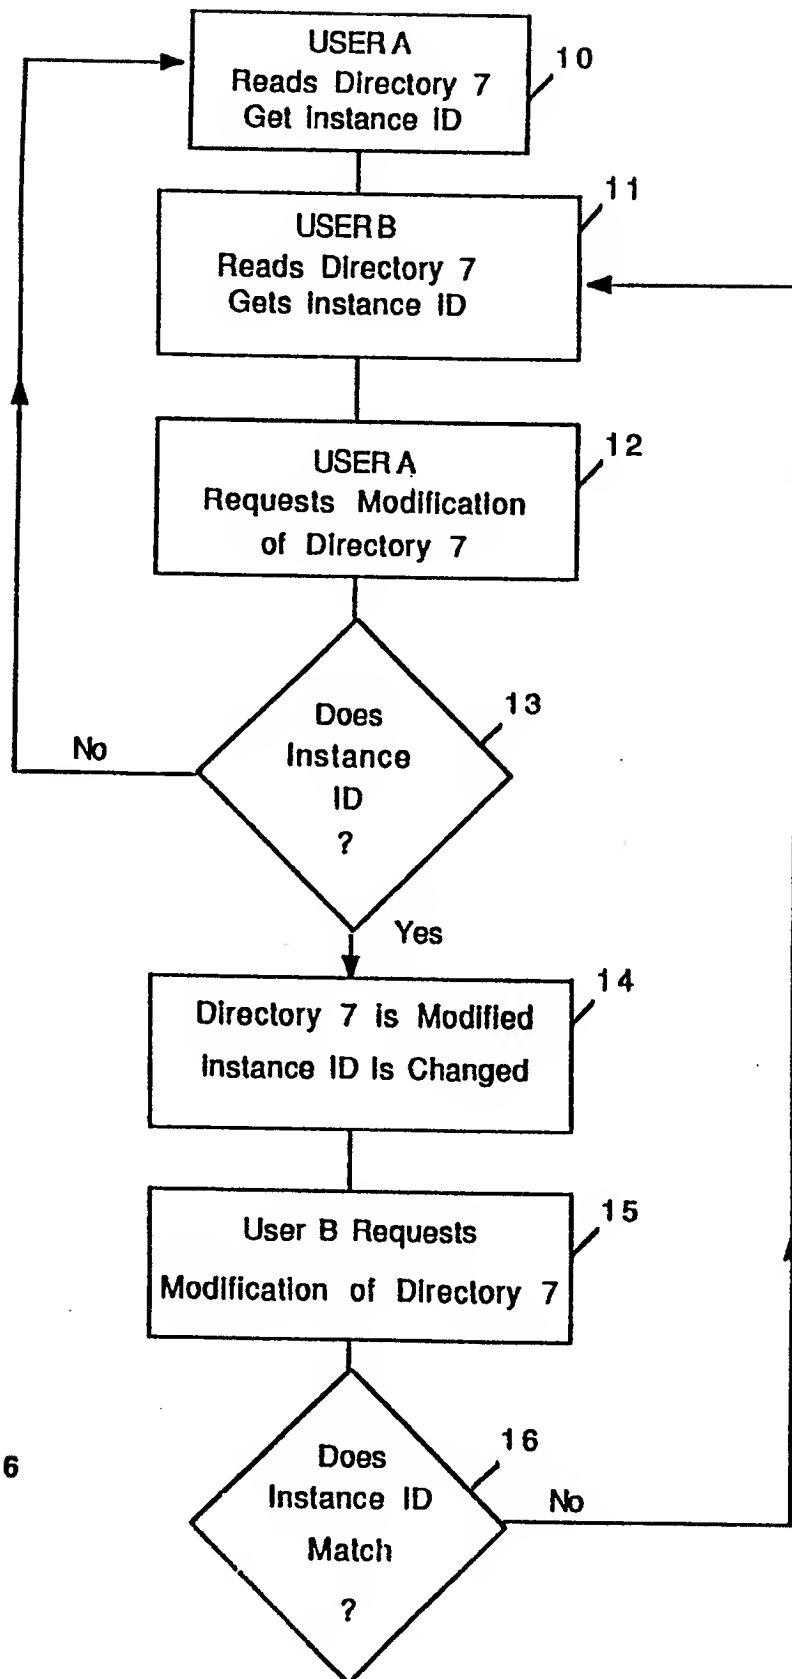 USER A
Reads Directory 7
Get Instance ID
10
USER B
Reads Directory 7
Gets Instance ID
11
USER A
Requests Modification
of Directory 7
12
Does
Instance
ID
?
13
No
Yes
Directory 7 is Modified
Instance ID Is Changed
14
User B Requests
Modification of Directory 7
15
Does
Instance ID
Match
?
16
No
6